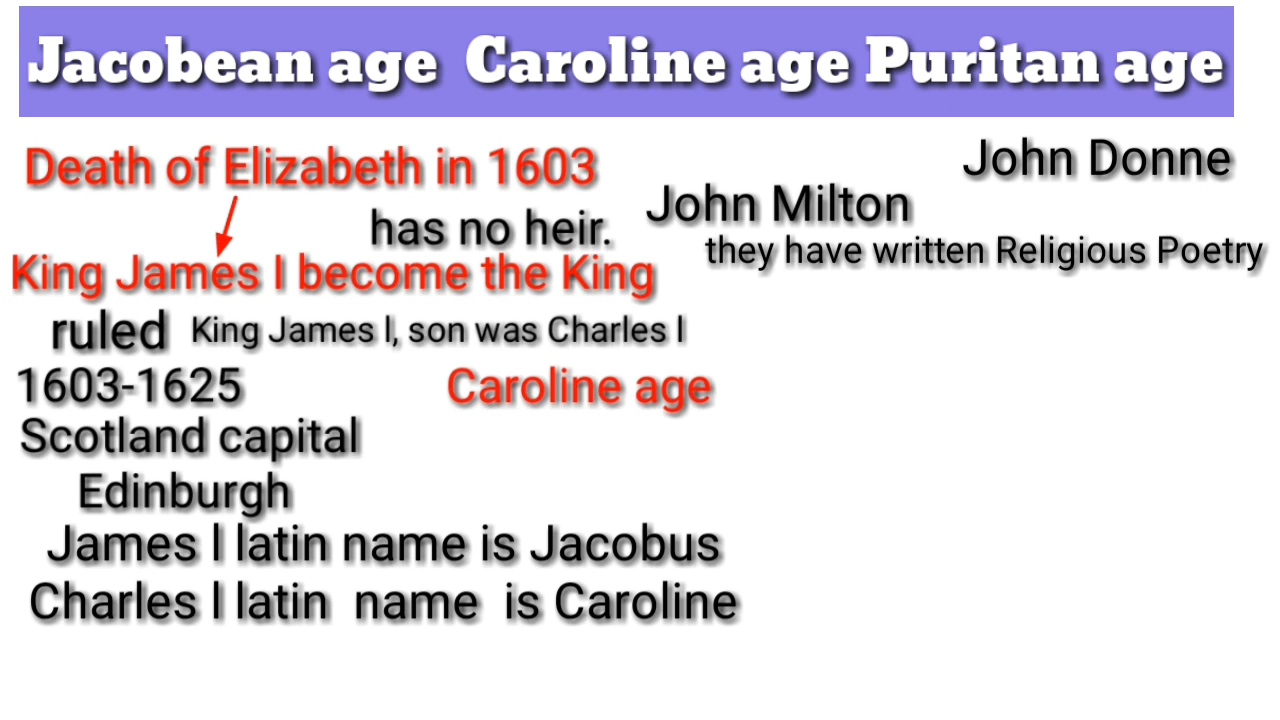 Jacobean age Caroline age Puritan age
Death of Elizabeth in 1603
has no heir.
King James I become the King
ruled King James l, son was Charles l
1603-1625
Caroline age
Scotland capital
Edinburgh
James l latin name is Jacobus
Charles l latin name is Caroline
John Donne
John Milton
they have written Religious Poetry